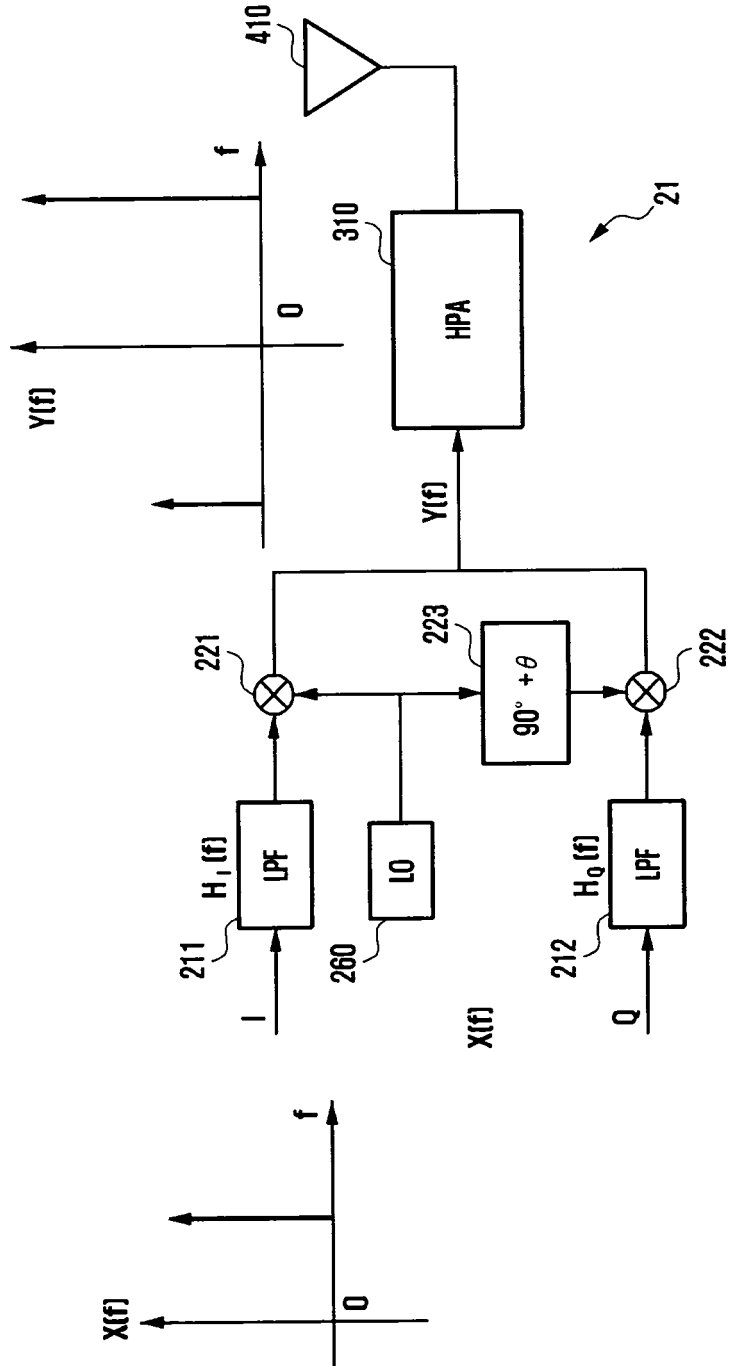 X(f)
f
0
Y(f)
f
0
I
211
H_I (f)
LPF
221
LO
260
X(f)
90° + θ
223
Q
212
H_Q (f)
LPF
222
Y(f)
HPA
310
410
21